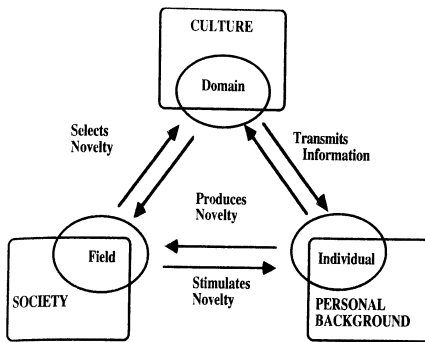 CULTURE
Domain
Selects
Novelty
Transmits
Information
Produces
Novelty
Field
Individual
Stimulates
Novelty
SOCIETY
PERSONAL
BACKGROUND